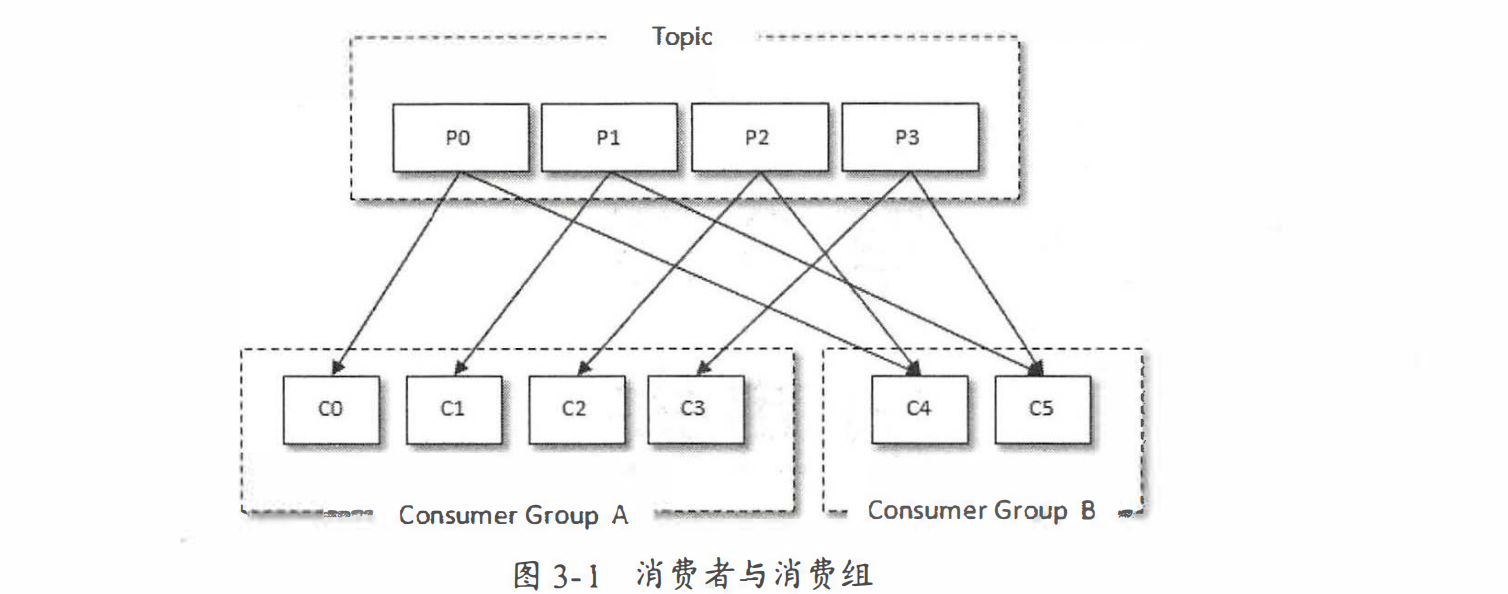 Topic
P0 P1 P2 P3
C0 C1 C2 C3 C4 C5
Consumer Group A Consumer Group B
图 3-1 消费者与消费组